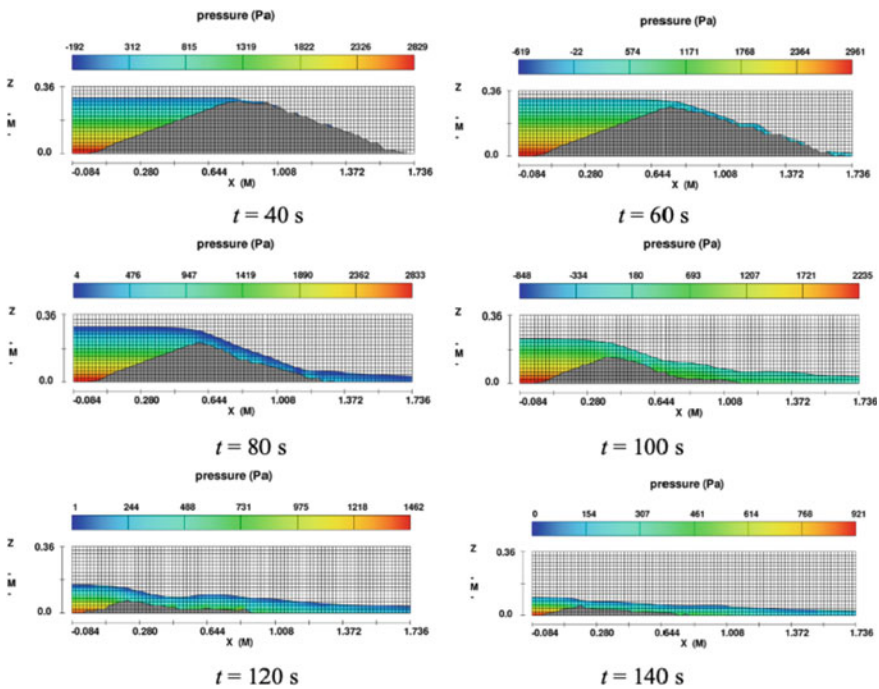 pressure (Pa)
-192 312 815 1319 1822 2326 2829
Z
0.36
M
0.0
-0.084 0.280 0.644 1.008 1.372 1.736
X (M)
t = 40 s
pressure (Pa)
-619 -22 574 1171 1768 2364 2961
Z
0.36
M
0.0
-0.084 0.280 0.644 1.008 1.372 1.736
X (M)
t = 60 s
pressure (Pa)
4 476 947 1419 1890 2362 2833
Z
0.36
M
0.0
-0.084 0.280 0.644 1.008 1.372 1.736
X (M)
t = 80 s
pressure (Pa)
-848 -334 180 693 1207 1721 2235
Z
0.36
M
0.0
-0.084 0.280 0.644 1.008 1.372 1.736
X (M)
t = 100 s
pressure (Pa)
1 244 488 731 975 1218 1462
Z
0.36
M
0.0
-0.084 0.280 0.644 1.008 1.372 1.736
X (M)
t = 120 s
pressure (Pa)
0 154 307 461 614 768 921
Z
0.36
M
0.0
-0.084 0.280 0.644 1.008 1.372 1.736
X (M)
t = 140 s